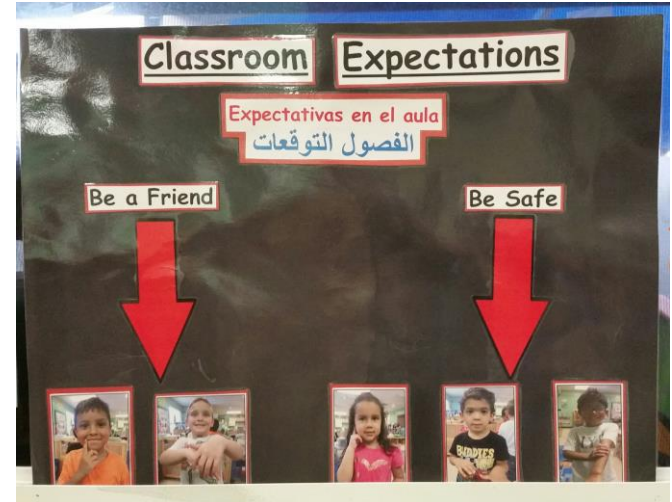 Classroom Expectations
Expectativas en el aula
الفصول التوقعات
Be a Friend
Be Safe
BUDDIES